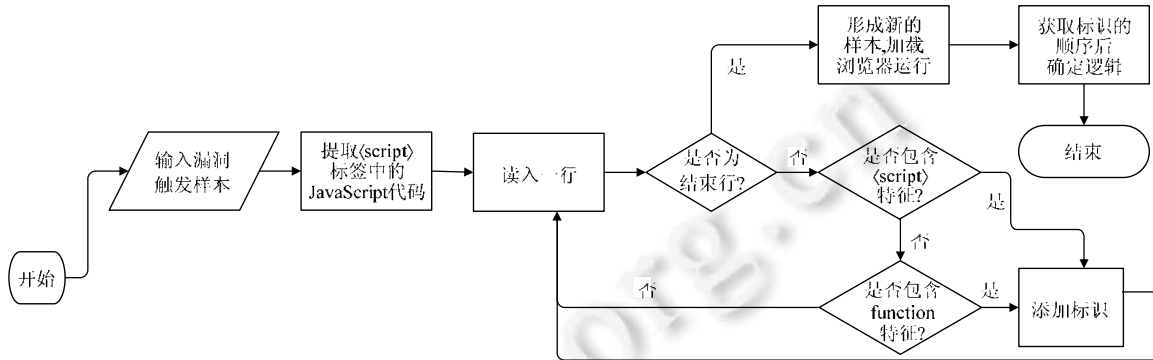 开始
输入漏洞
触发样本
提取〈script〉
标签中的
JavaScript代码
读入一行
是否为
结束行?
是
形成新的
样本,加载
浏览器运行
获取标识的
顺序后
确定逻辑
结束
否
是否包含
〈script〉
特征?
是
否
是否包含
function
特征?
是
添加标识
否
org.cn